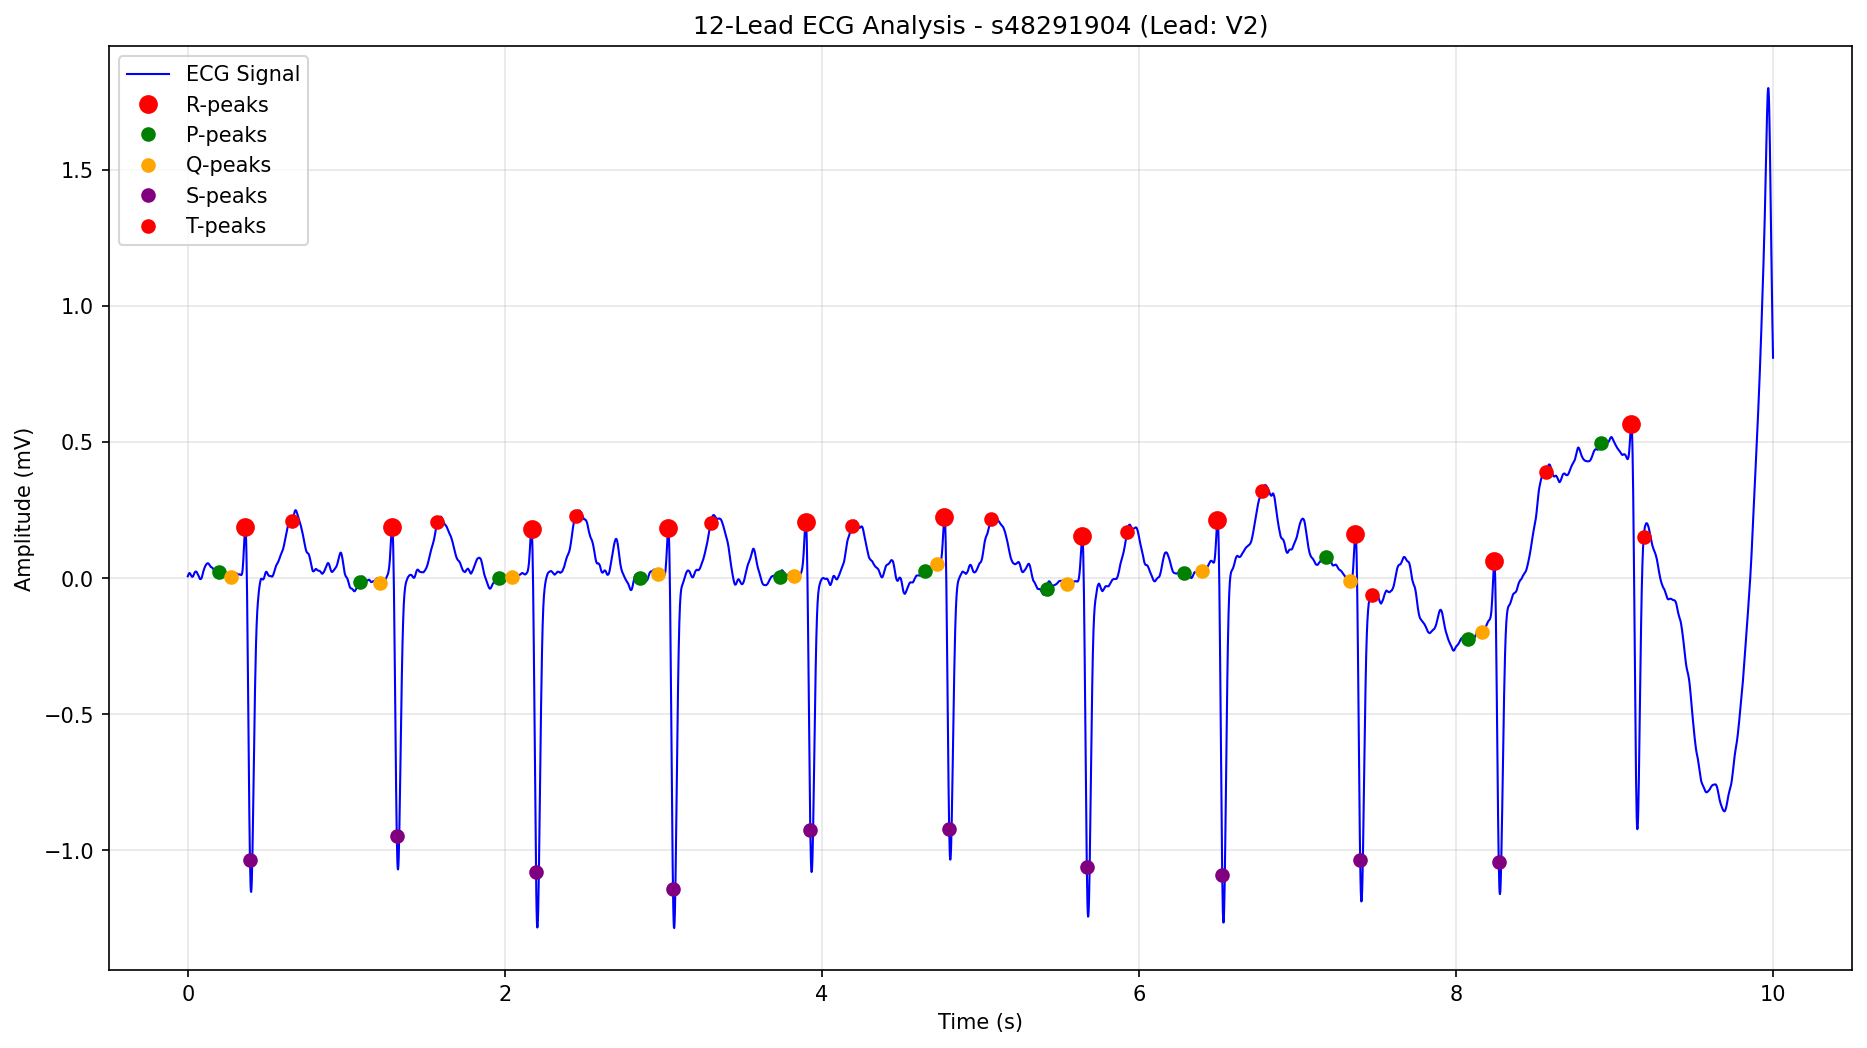 12-Lead ECG Analysis - s48291904 (Lead: V2)
ECG Signal
R-peaks
P-peaks
Q-peaks
S-peaks
T-peaks
Amplitude (mV)
1.5
1.0
0.5
0.0
−0.5
−1.0
0 2 4 6 8 10
Time (s)